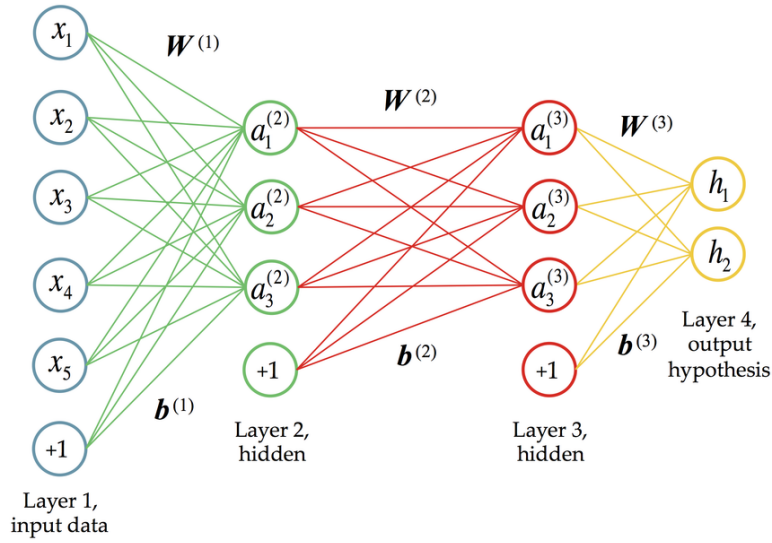 x₁
W⁽¹⁾
x₂
a₁⁽²⁾
W⁽²⁾
a₁⁽³⁾
W⁽³⁾
x₃
a₂⁽²⁾
a₂⁽³⁾
h₁
h₂
x₄
a₃⁽²⁾
a₃⁽³⁾
x₅
+1
b⁽²⁾
+1
b⁽³⁾
Layer 4,
output
hypothesis
b⁽¹⁾
+1
Layer 2,
hidden
Layer 3,
hidden
Layer 1,
input data